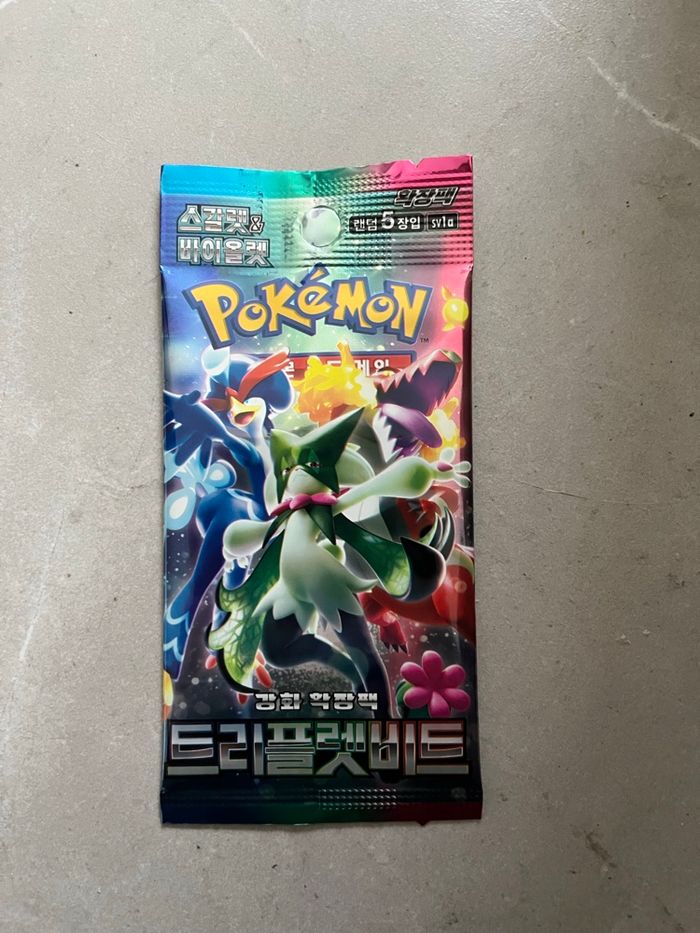 스칼렛&
바이올렛
확장팩
랜덤 5장입 sv1a
POKéMON™
강화 확장팩
트리플렛비트